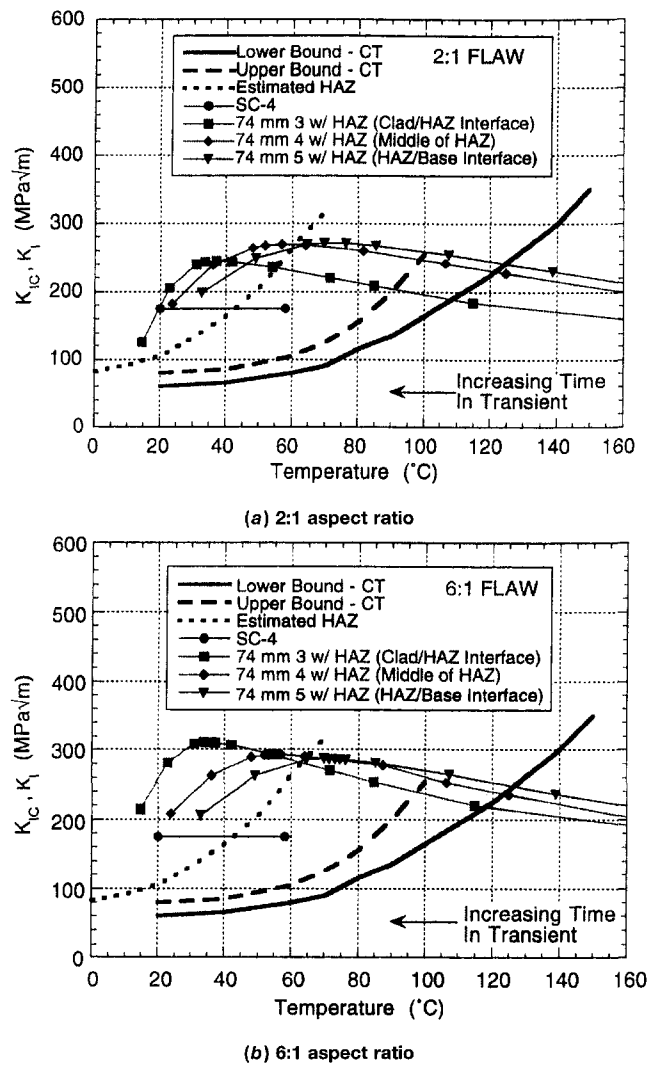 600
500
400
300
200
100
0
K_IC, K_I (MPa√m)
2:1 FLAW
Lower Bound - CT
Upper Bound - CT
Estimated HAZ
SC-4
74 mm 3 w/ HAZ (Clad/HAZ Interface)
74 mm 4 w/ HAZ (Middle of HAZ)
74 mm 5 w/ HAZ (HAZ/Base Interface)
Increasing Time
In Transient
0 20 40 60 80 100 120 140 160
Temperature (˚C)
(a) 2:1 aspect ratio
600
500
400
300
200
100
0
K_IC, K_I (MPa√m)
6:1 FLAW
Lower Bound - CT
Upper Bound - CT
Estimated HAZ
SC-4
74 mm 3 w/ HAZ (Clad/HAZ Interface)
74 mm 4 w/ HAZ (Middle of HAZ)
74 mm 5 w/ HAZ (HAZ/Base Interface)
Increasing Time
In Transient
0 20 40 60 80 100 120 140 160
Temperature (˚C)
(b) 6:1 aspect ratio